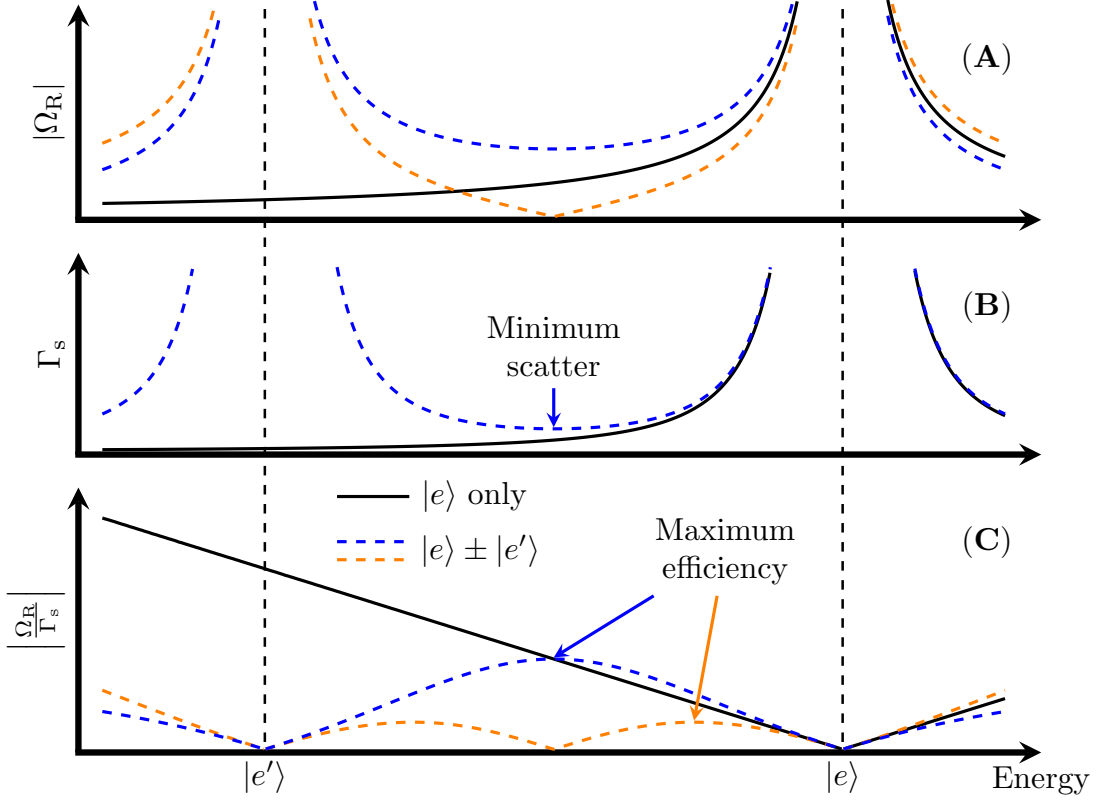 (A)
|Ω_R|
(B)
Γ_s
Minimum
scatter
|e⟩ only
|e⟩ ± |e′⟩
Maximum
efficiency
(C)
|Ω_R/Γ_s|
|e′⟩
|e⟩
Energy